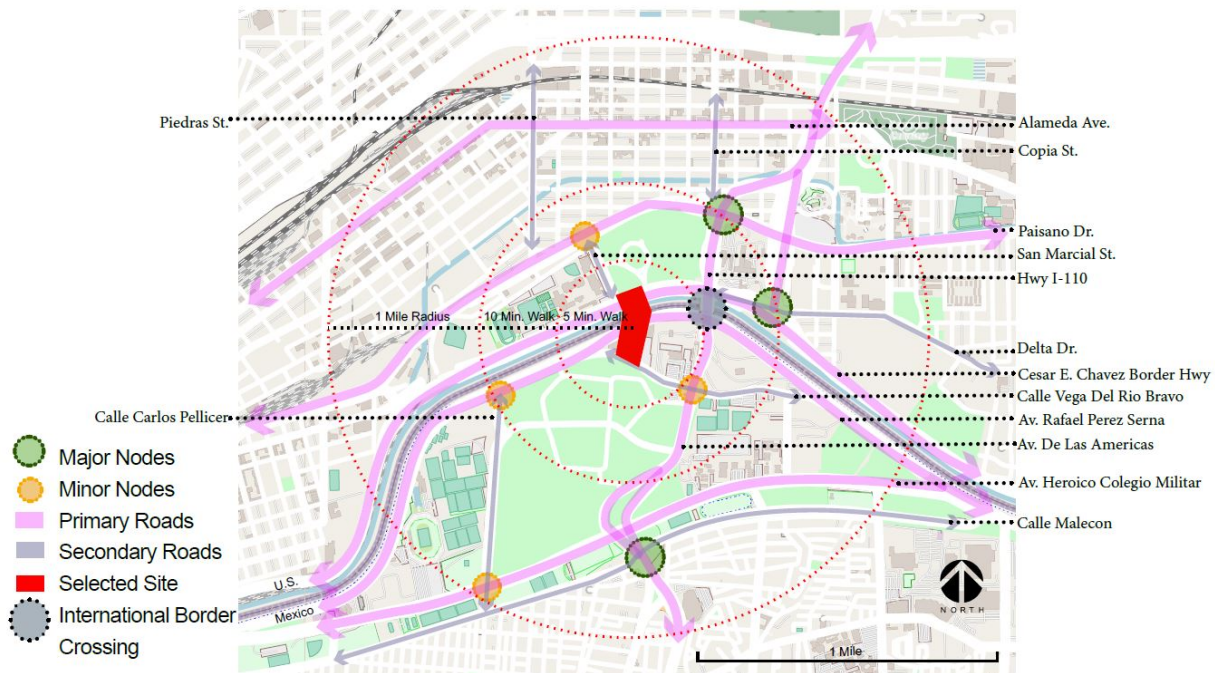 Piedras St.
Alameda Ave.
Copia St.
Paisano Dr.
San Marcial St.
Hwy I-110
1 Mile Radius
10 Min. Walk
5 Min. Walk
Delta Dr.
Cesar E. Chavez Border Hwy
Calle Vega Del Rio Bravo
Calle Carlos Pellicer
Av. Rafael Perez Serna
Av. De Las Americas
Av. Heroico Colegio Militar
Calle Malecon
Major Nodes
Minor Nodes
Primary Roads
Secondary Roads
Selected Site
International Border
Crossing
U.S.
Mexico
NORTH
1 Mile